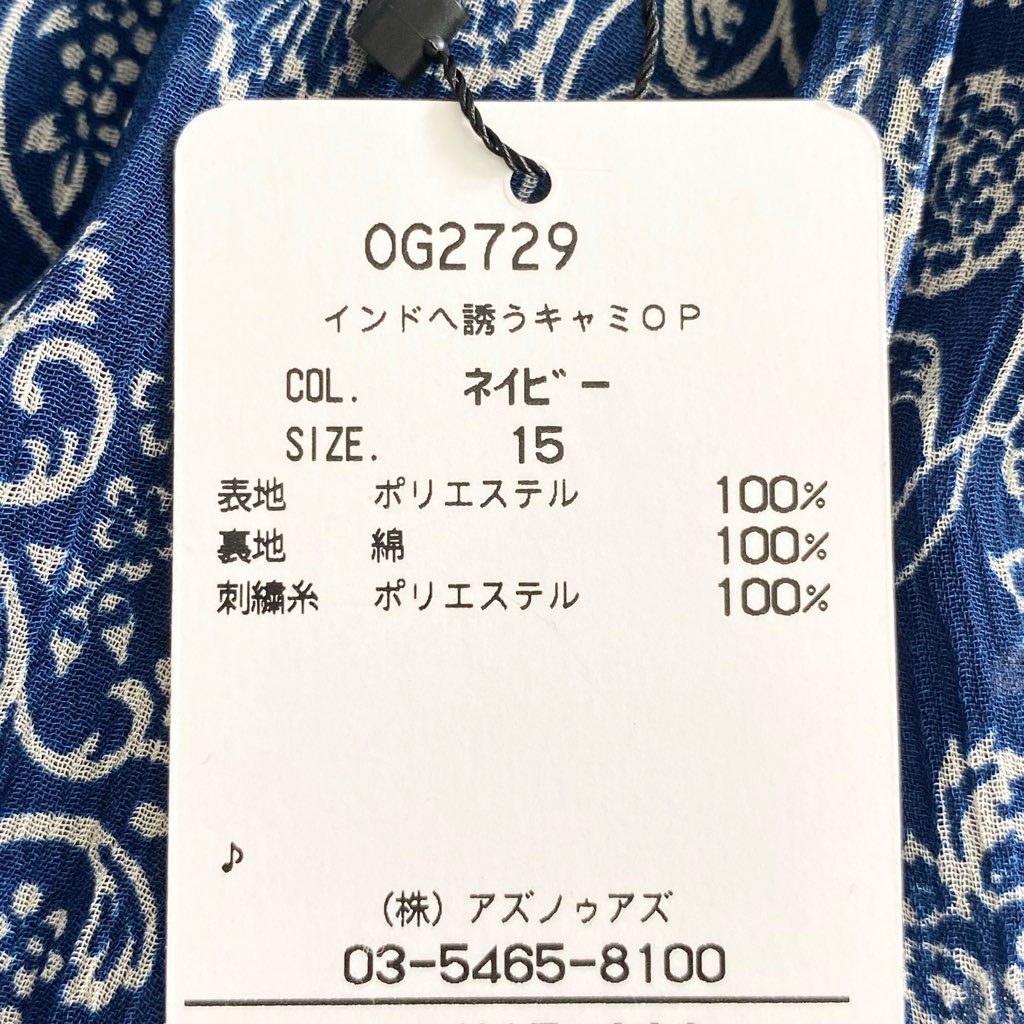 OG2729
インドへ誘うキャミOP
COL. ネイビー
SIZE. 15
表地 ポリエステル 100%
裏地 綿 100%
刺繍糸 ポリエステル 100%
♪
(株) アズノゥアズ
03-5465-8100